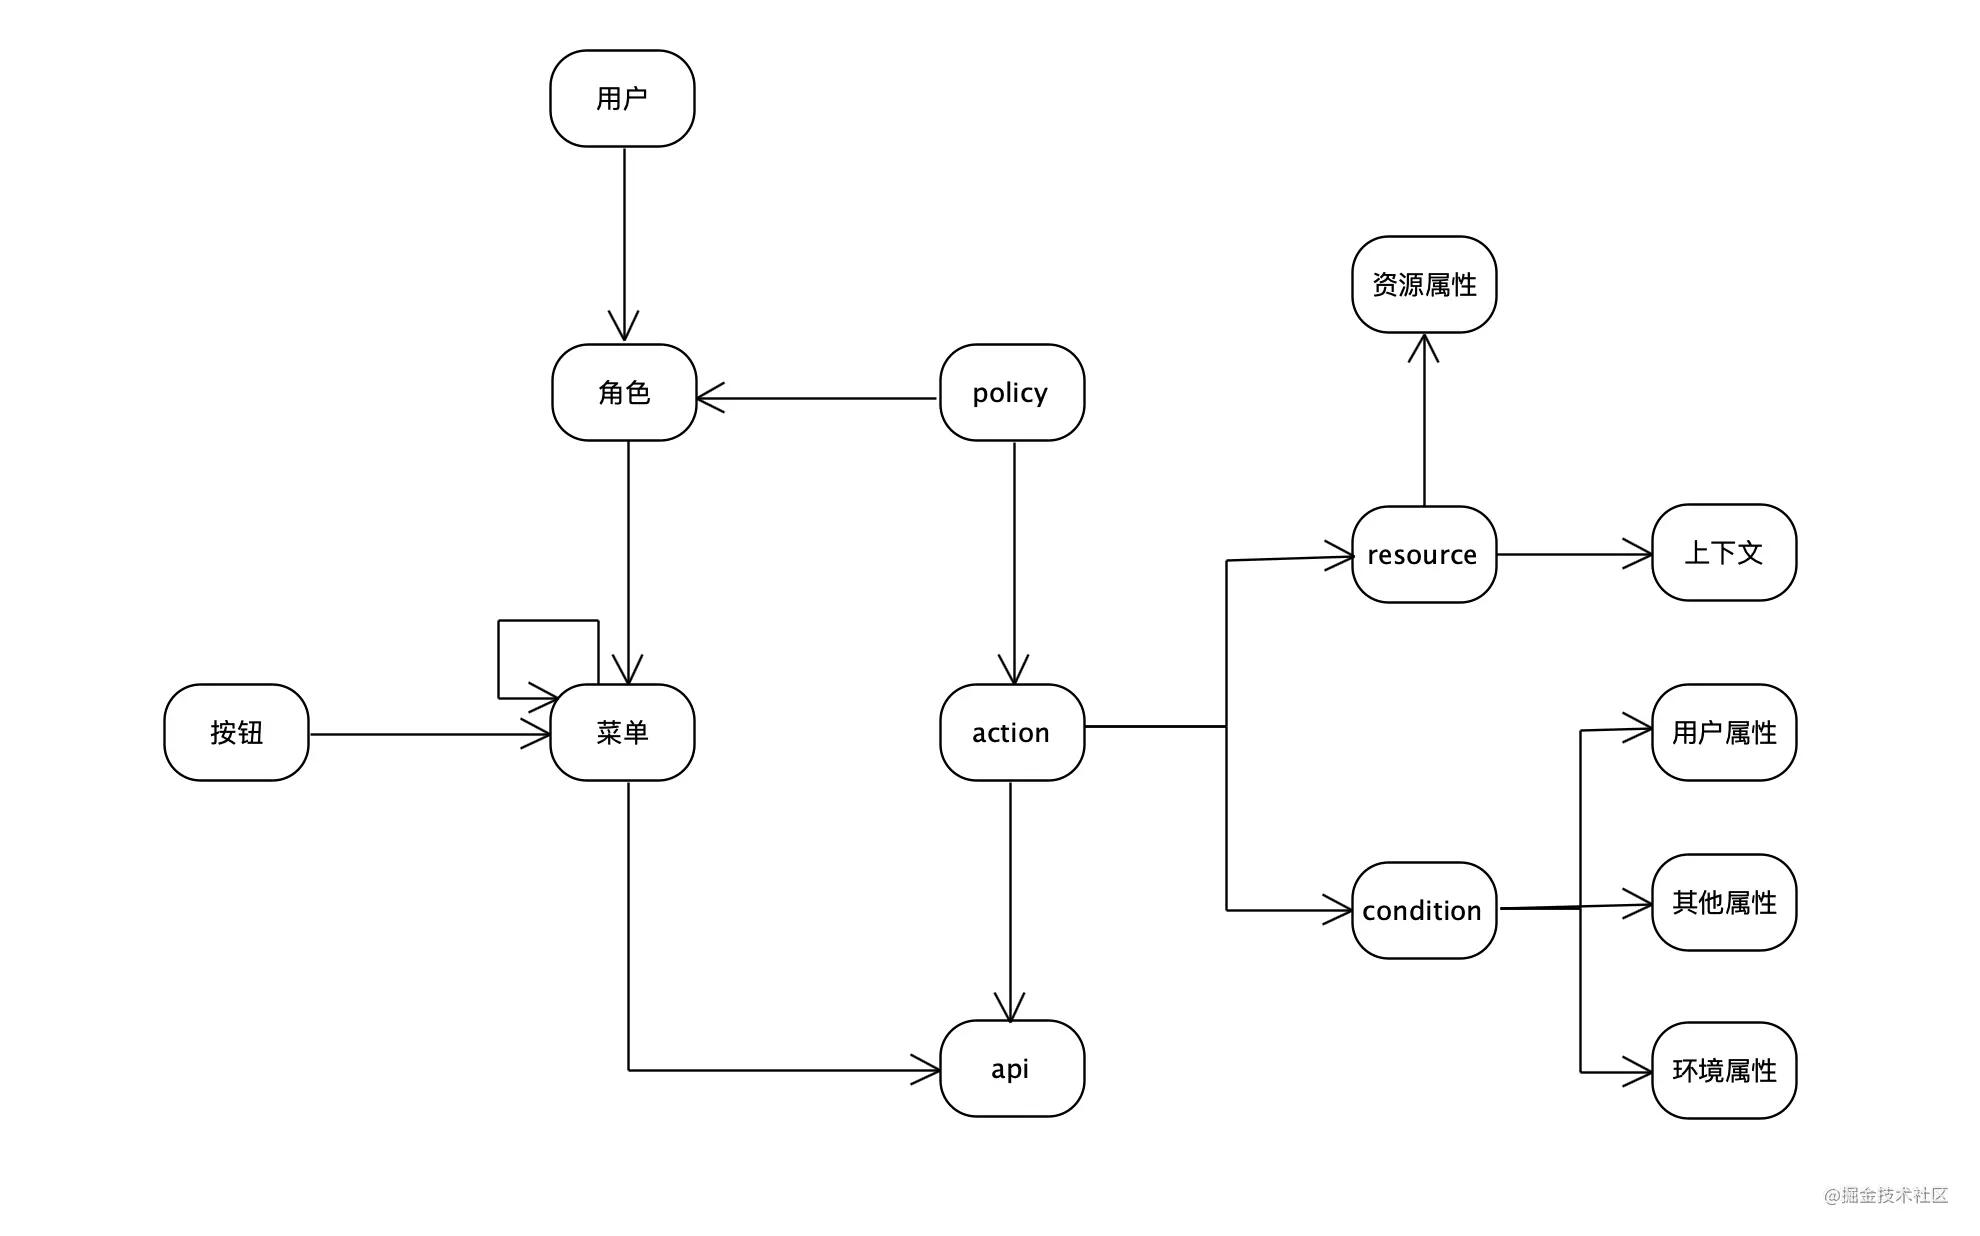 用户
资源属性
角色
policy
resource
上下文
按钮
菜单
action
用户属性
其他属性
condition
api
环境属性
@掘金技术社区